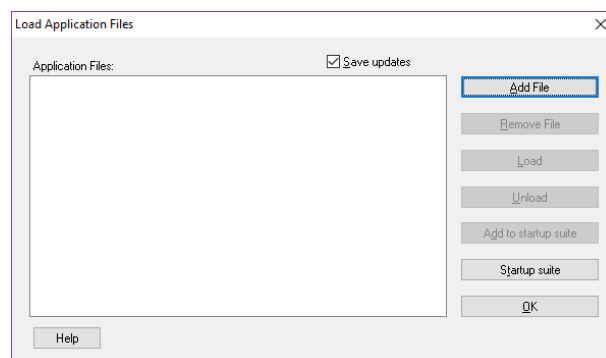 Load Application Files
Application Files:
Save updates
Add File
Remove File
Load
Unload
Add to startup suite
Startup suite
OK
Help